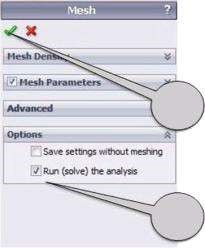 Mesh ?
Mesh Density
Mesh Parameters
Advanced
Options
Save settings without meshing
Run (solve) the analysis